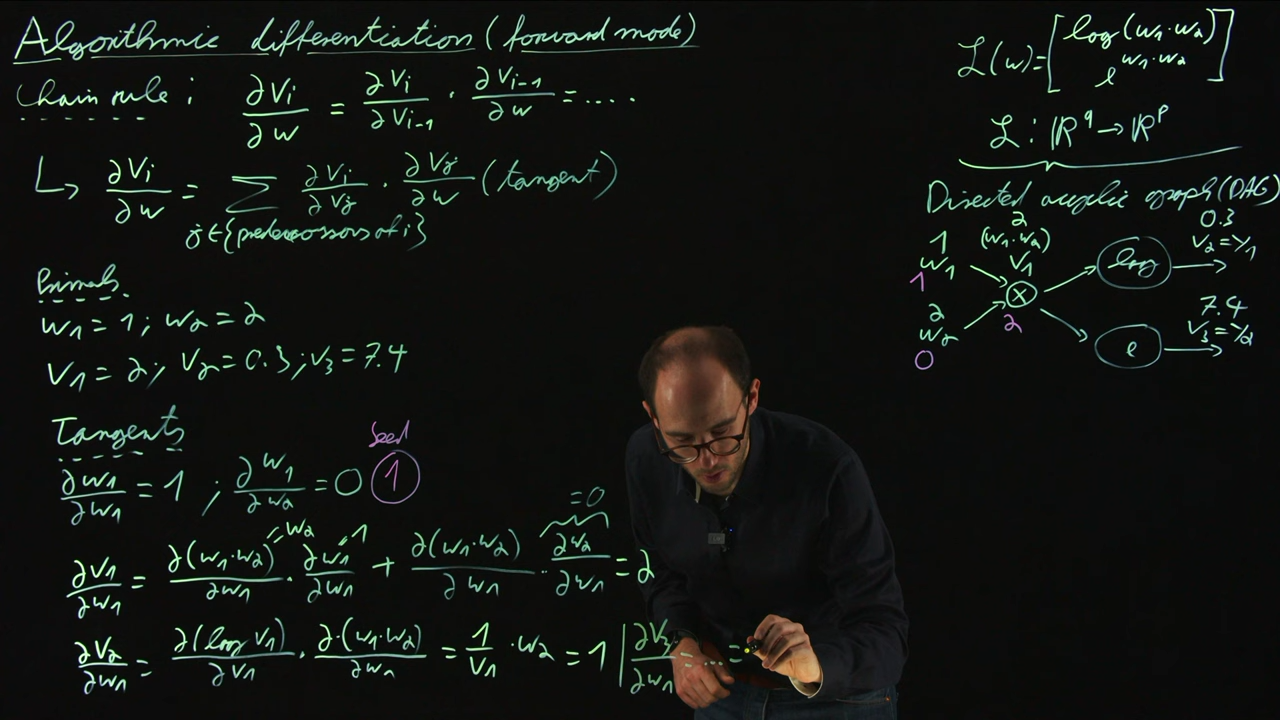 Algorithmic differentiation (forward mode)
Chain rule: ∂Vi/∂w = ∂Vi/∂Vi-1 · ∂Vi-1/∂w = ....
↳ ∂Vi/∂w = ∑ ∂Vi/∂Vj · ∂Vj/∂w (tangent)
j∈{predecessors of i}
Primals
w1 = 1; w2 = 2
V1 = 2; V2 = 0.3; V3 = 7.4
Tangents
Seed
∂w1/∂w1 = 1 ; ∂w1/∂w2 = 0 1
= w2 1 = 0
∂V1/∂w1 = ∂(w1·w2)/∂w1 · ∂w1/∂w1 + ∂(w1·w2)/∂w1 · ∂w2/∂w1 = 2
∂V2/∂w1 = ∂(log V1)/∂V1 · ∂(w1·w2)/∂w1 = 1/V1 · w2 = 1 | ∂V3/∂w1 = ... =
L(w) = [log(w1·w2)
e^w1·w2]
L: ℝ^q → ℝ^p
Directed acyclic graph (DAG)
2 0.3
1 (w1·w2) V2 = Y1
w1 V1 log
1
×
2 2 7.4
w2 V3 = Y2
0 e